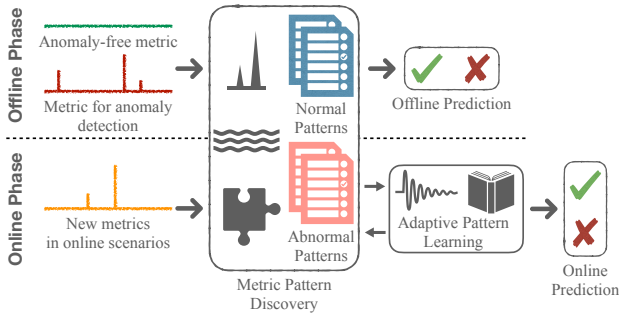 Offline Phase
Anomaly-free metric
Metric for anomaly
detection
Normal
Patterns
Offline Prediction
Online Phase
New metrics
in online scenarios
Abnormal
Patterns
Metric Pattern
Discovery
Adaptive Pattern
Learning
Online
Prediction